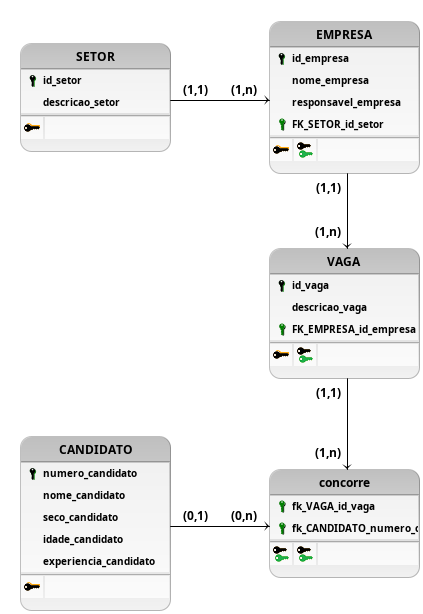 SETOR
id_setor
descricao_setor
(1,1)
(1,n)
EMPRESA
id_empresa
nome_empresa
responsavel_empresa
FK_SETOR_id_setor
(1,1)
(1,n)
VAGA
id_vaga
descricao_vaga
FK_EMPRESA_id_empresa
(1,1)
(1,n)
CANDIDATO
numero_candidato
nome_candidato
seco_candidato
idade_candidato
experiencia_candidato
(0,1)
(0,n)
concorre
fk_VAGA_id_vaga
fk_CANDIDATO_numero_c